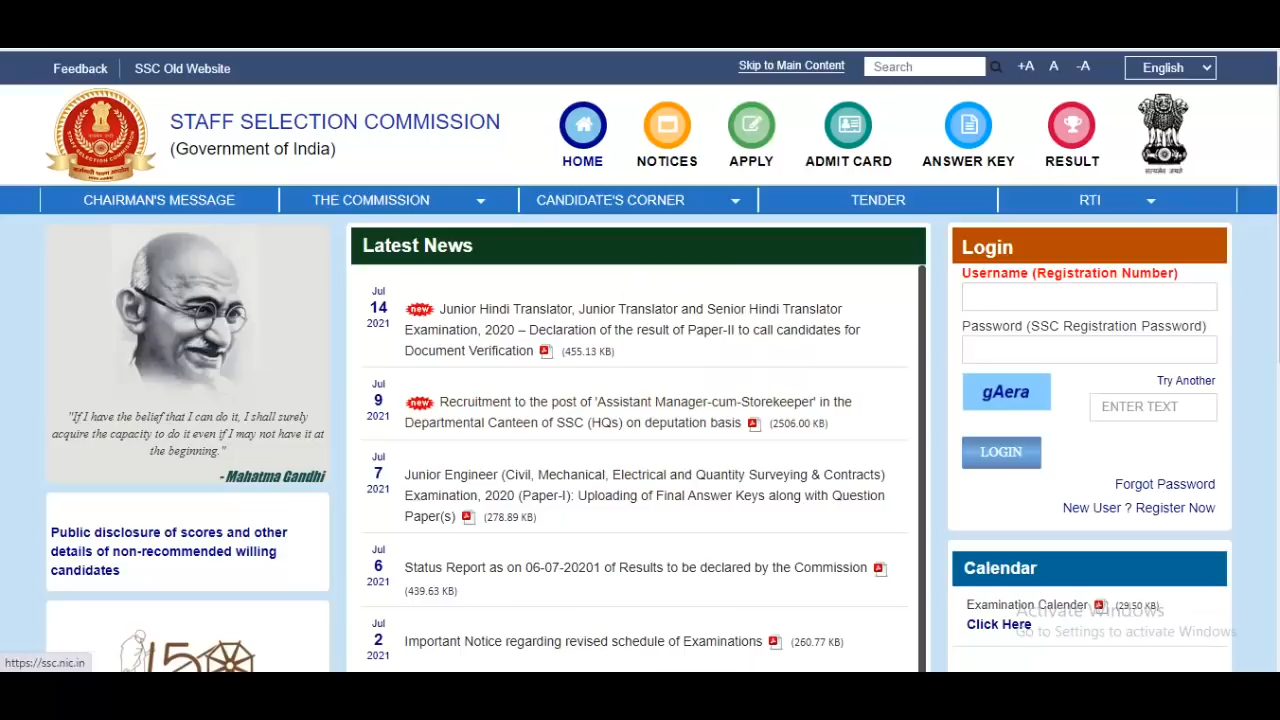 Feedback
SSC Old Website
Skip to Main Content
Search
+A A -A
English
STAFF SELECTION COMMISSION
(Government of India)
HOME
NOTICES
APPLY
ADMIT CARD
ANSWER KEY
RESULT
CHAIRMAN'S MESSAGE
THE COMMISSION
CANDIDATE'S CORNER
TENDER
RTI
"If I have the belief that I can do it, I shall surely
acquire the capacity to do it even if I may not have it at
the beginning."
- Mahatma Gandhi
Public disclosure of scores and other
details of non-recommended willing
candidates
150
Latest News
Jul
14
2021
new Junior Hindi Translator, Junior Translator and Senior Hindi Translator
Examination, 2020 – Declaration of the result of Paper-II to call candidates for
Document Verification (455.13 KB)
Jul
9
2021
new Recruitment to the post of 'Assistant Manager-cum-Storekeeper' in the
Departmental Canteen of SSC (HQs) on deputation basis (2506.00 KB)
Jul
7
2021
Junior Engineer (Civil, Mechanical, Electrical and Quantity Surveying & Contracts)
Examination, 2020 (Paper-I): Uploading of Final Answer Keys along with Question
Paper(s) (278.89 KB)
Jul
6
2021
Status Report as on 06-07-20201 of Results to be declared by the Commission
(439.63 KB)
Jul
2
2021
Important Notice regarding revised schedule of Examinations (260.77 KB)
Login
Username (Registration Number)
Password (SSC Registration Password)
gAera
Try Another
ENTER TEXT
LOGIN
Forgot Password
New User ? Register Now
Calendar
Examination Calender (29.50 KB)
Click Here
Activate Windows
Go to Settings to activate Windows.
https://ssc.nic.in